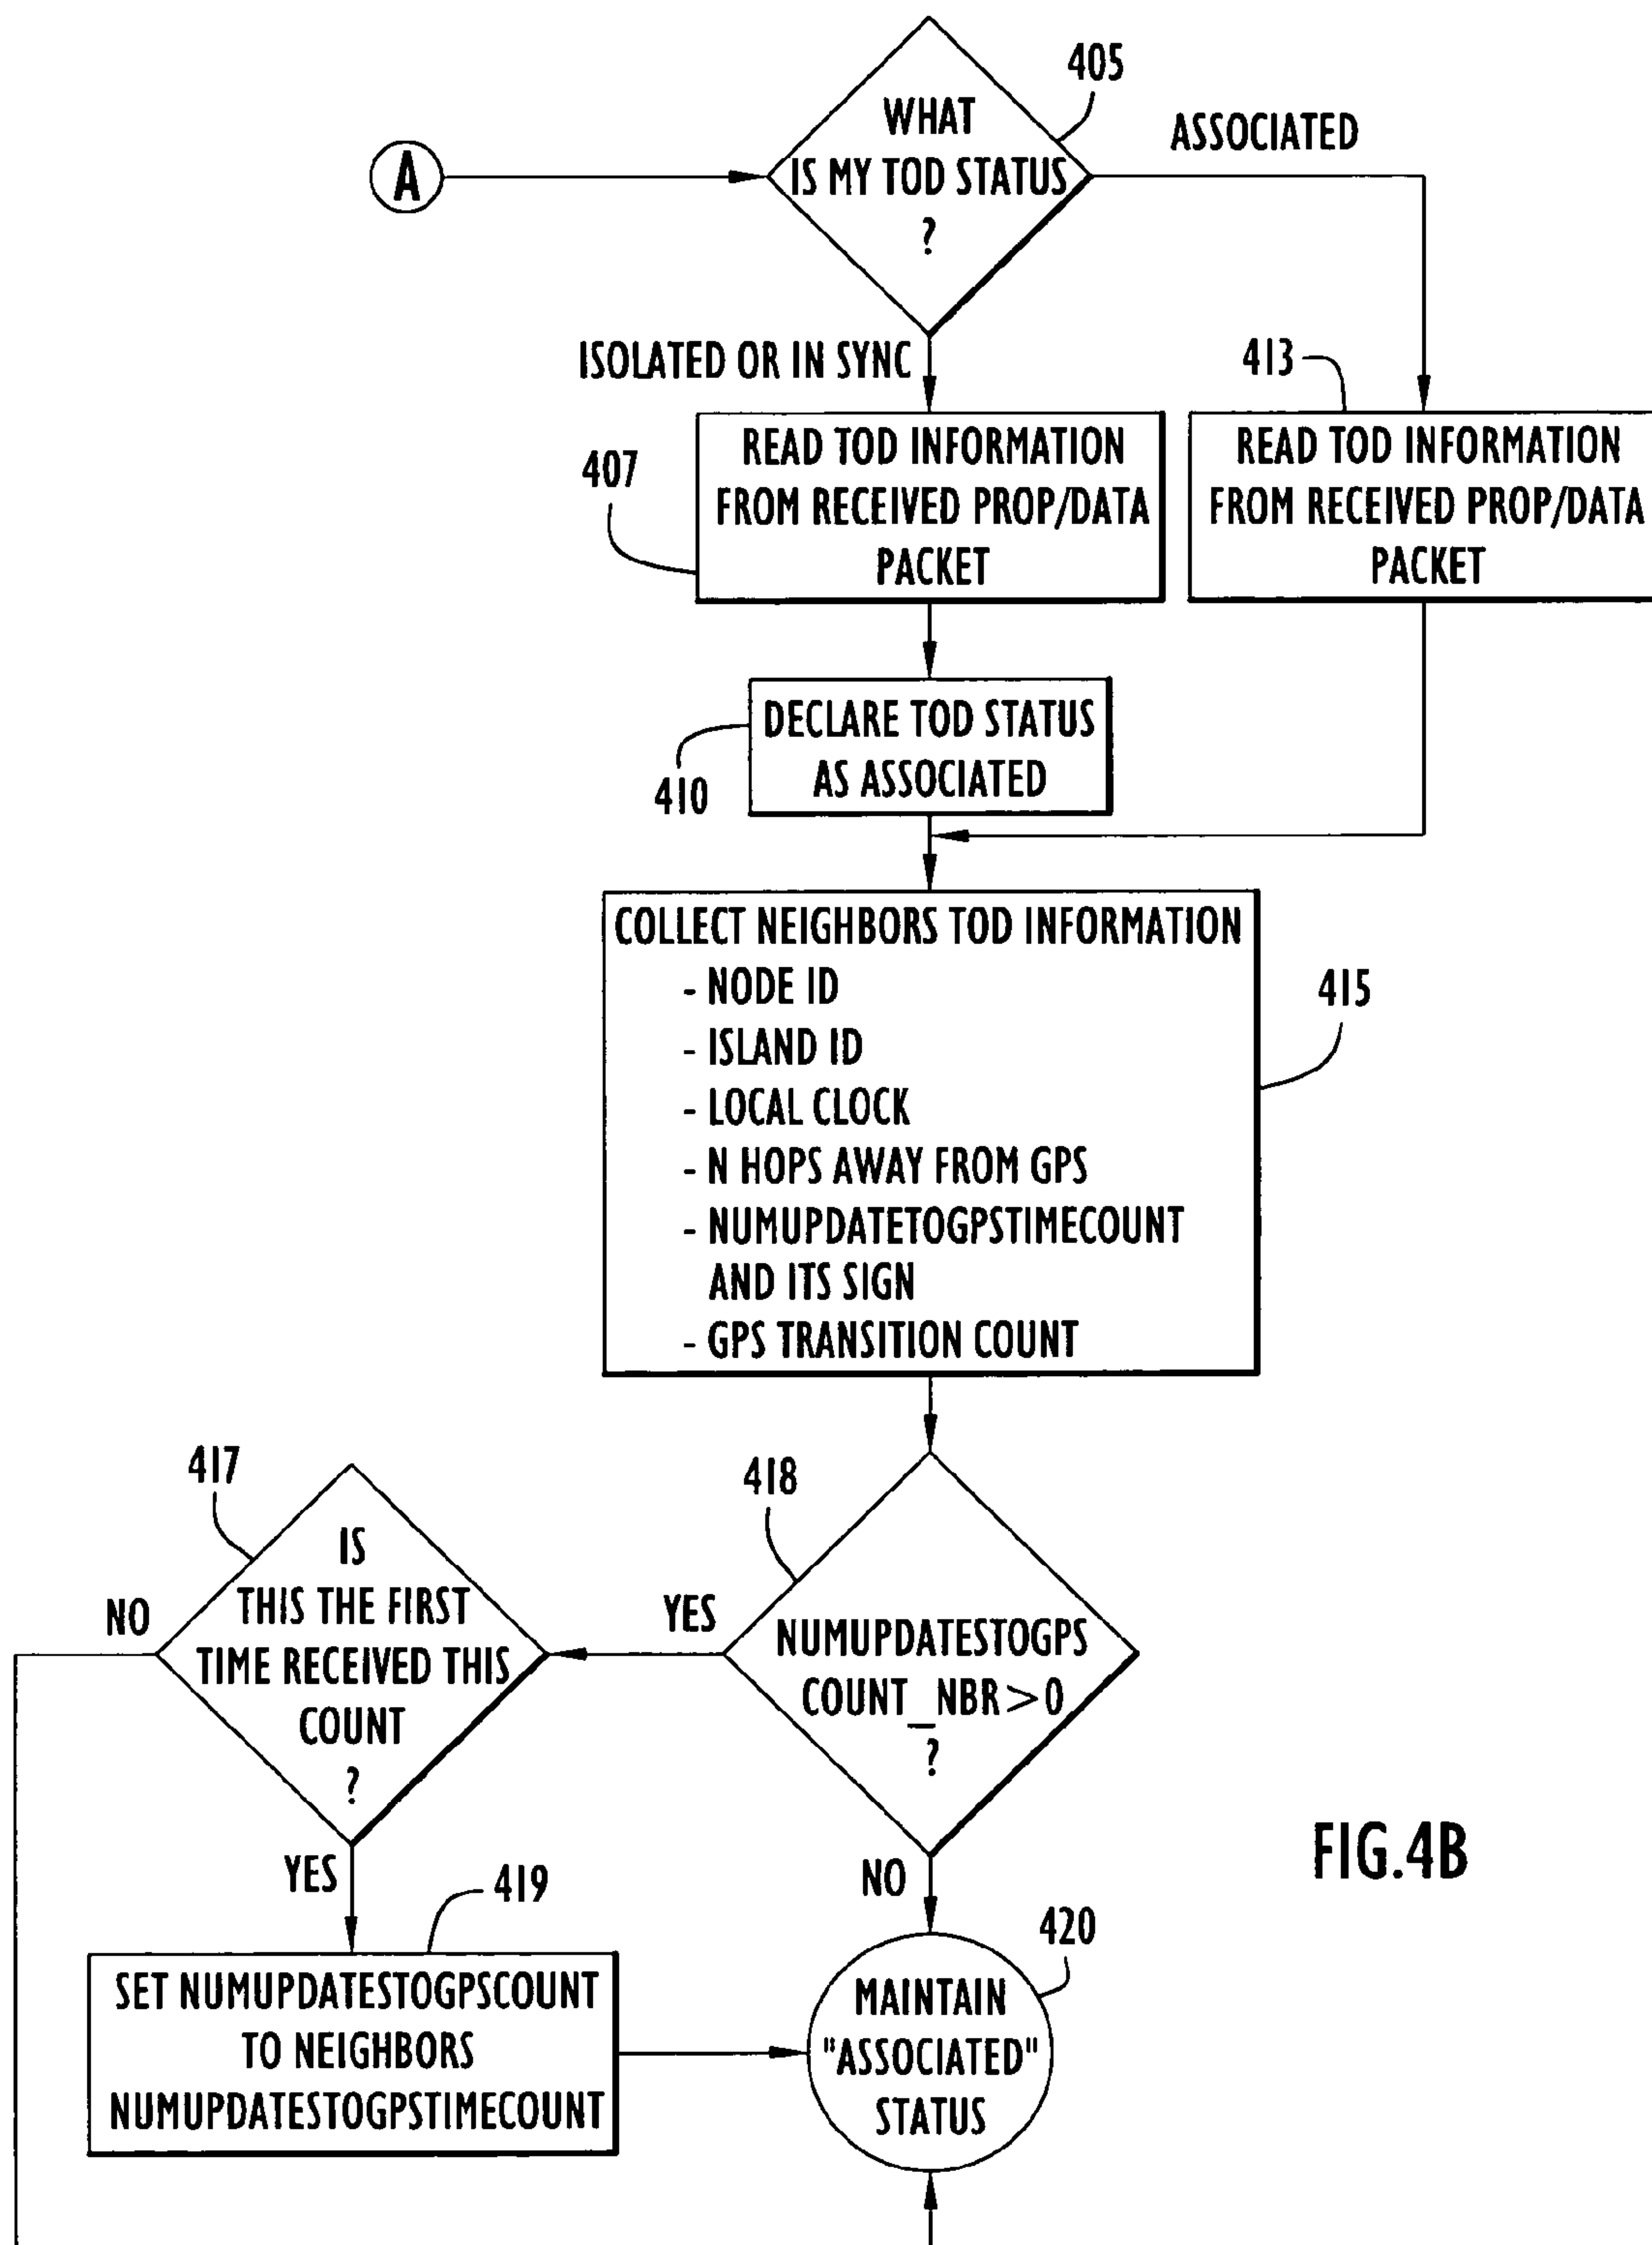 405
WHAT
IS MY TOD STATUS
?
ASSOCIATED
A
ISOLATED OR IN SYNC
413
READ TOD INFORMATION
FROM RECEIVED PROP/DATA
PACKET
407
READ TOD INFORMATION
FROM RECEIVED PROP/DATA
PACKET
DECLARE TOD STATUS
AS ASSOCIATED
410
COLLECT NEIGHBORS TOD INFORMATION
- NODE ID
- ISLAND ID
- LOCAL CLOCK
- N HOPS AWAY FROM GPS
- NUMUPDATETOGPSTIMECOUNT
AND ITS SIGN
- GPS TRANSITION COUNT
415
417
IS
THIS THE FIRST
TIME RECEIVED THIS
COUNT
?
NO
YES
418
NUMUPDATESTOGPS
COUNT_NBR>0
?
YES
NO
419
SET NUMUPDATESTOGPSCOUNT
TO NEIGHBORS
NUMUPDATESTOGPSTIMECOUNT
420
MAINTAIN
"ASSOCIATED"
STATUS
FIG.4B